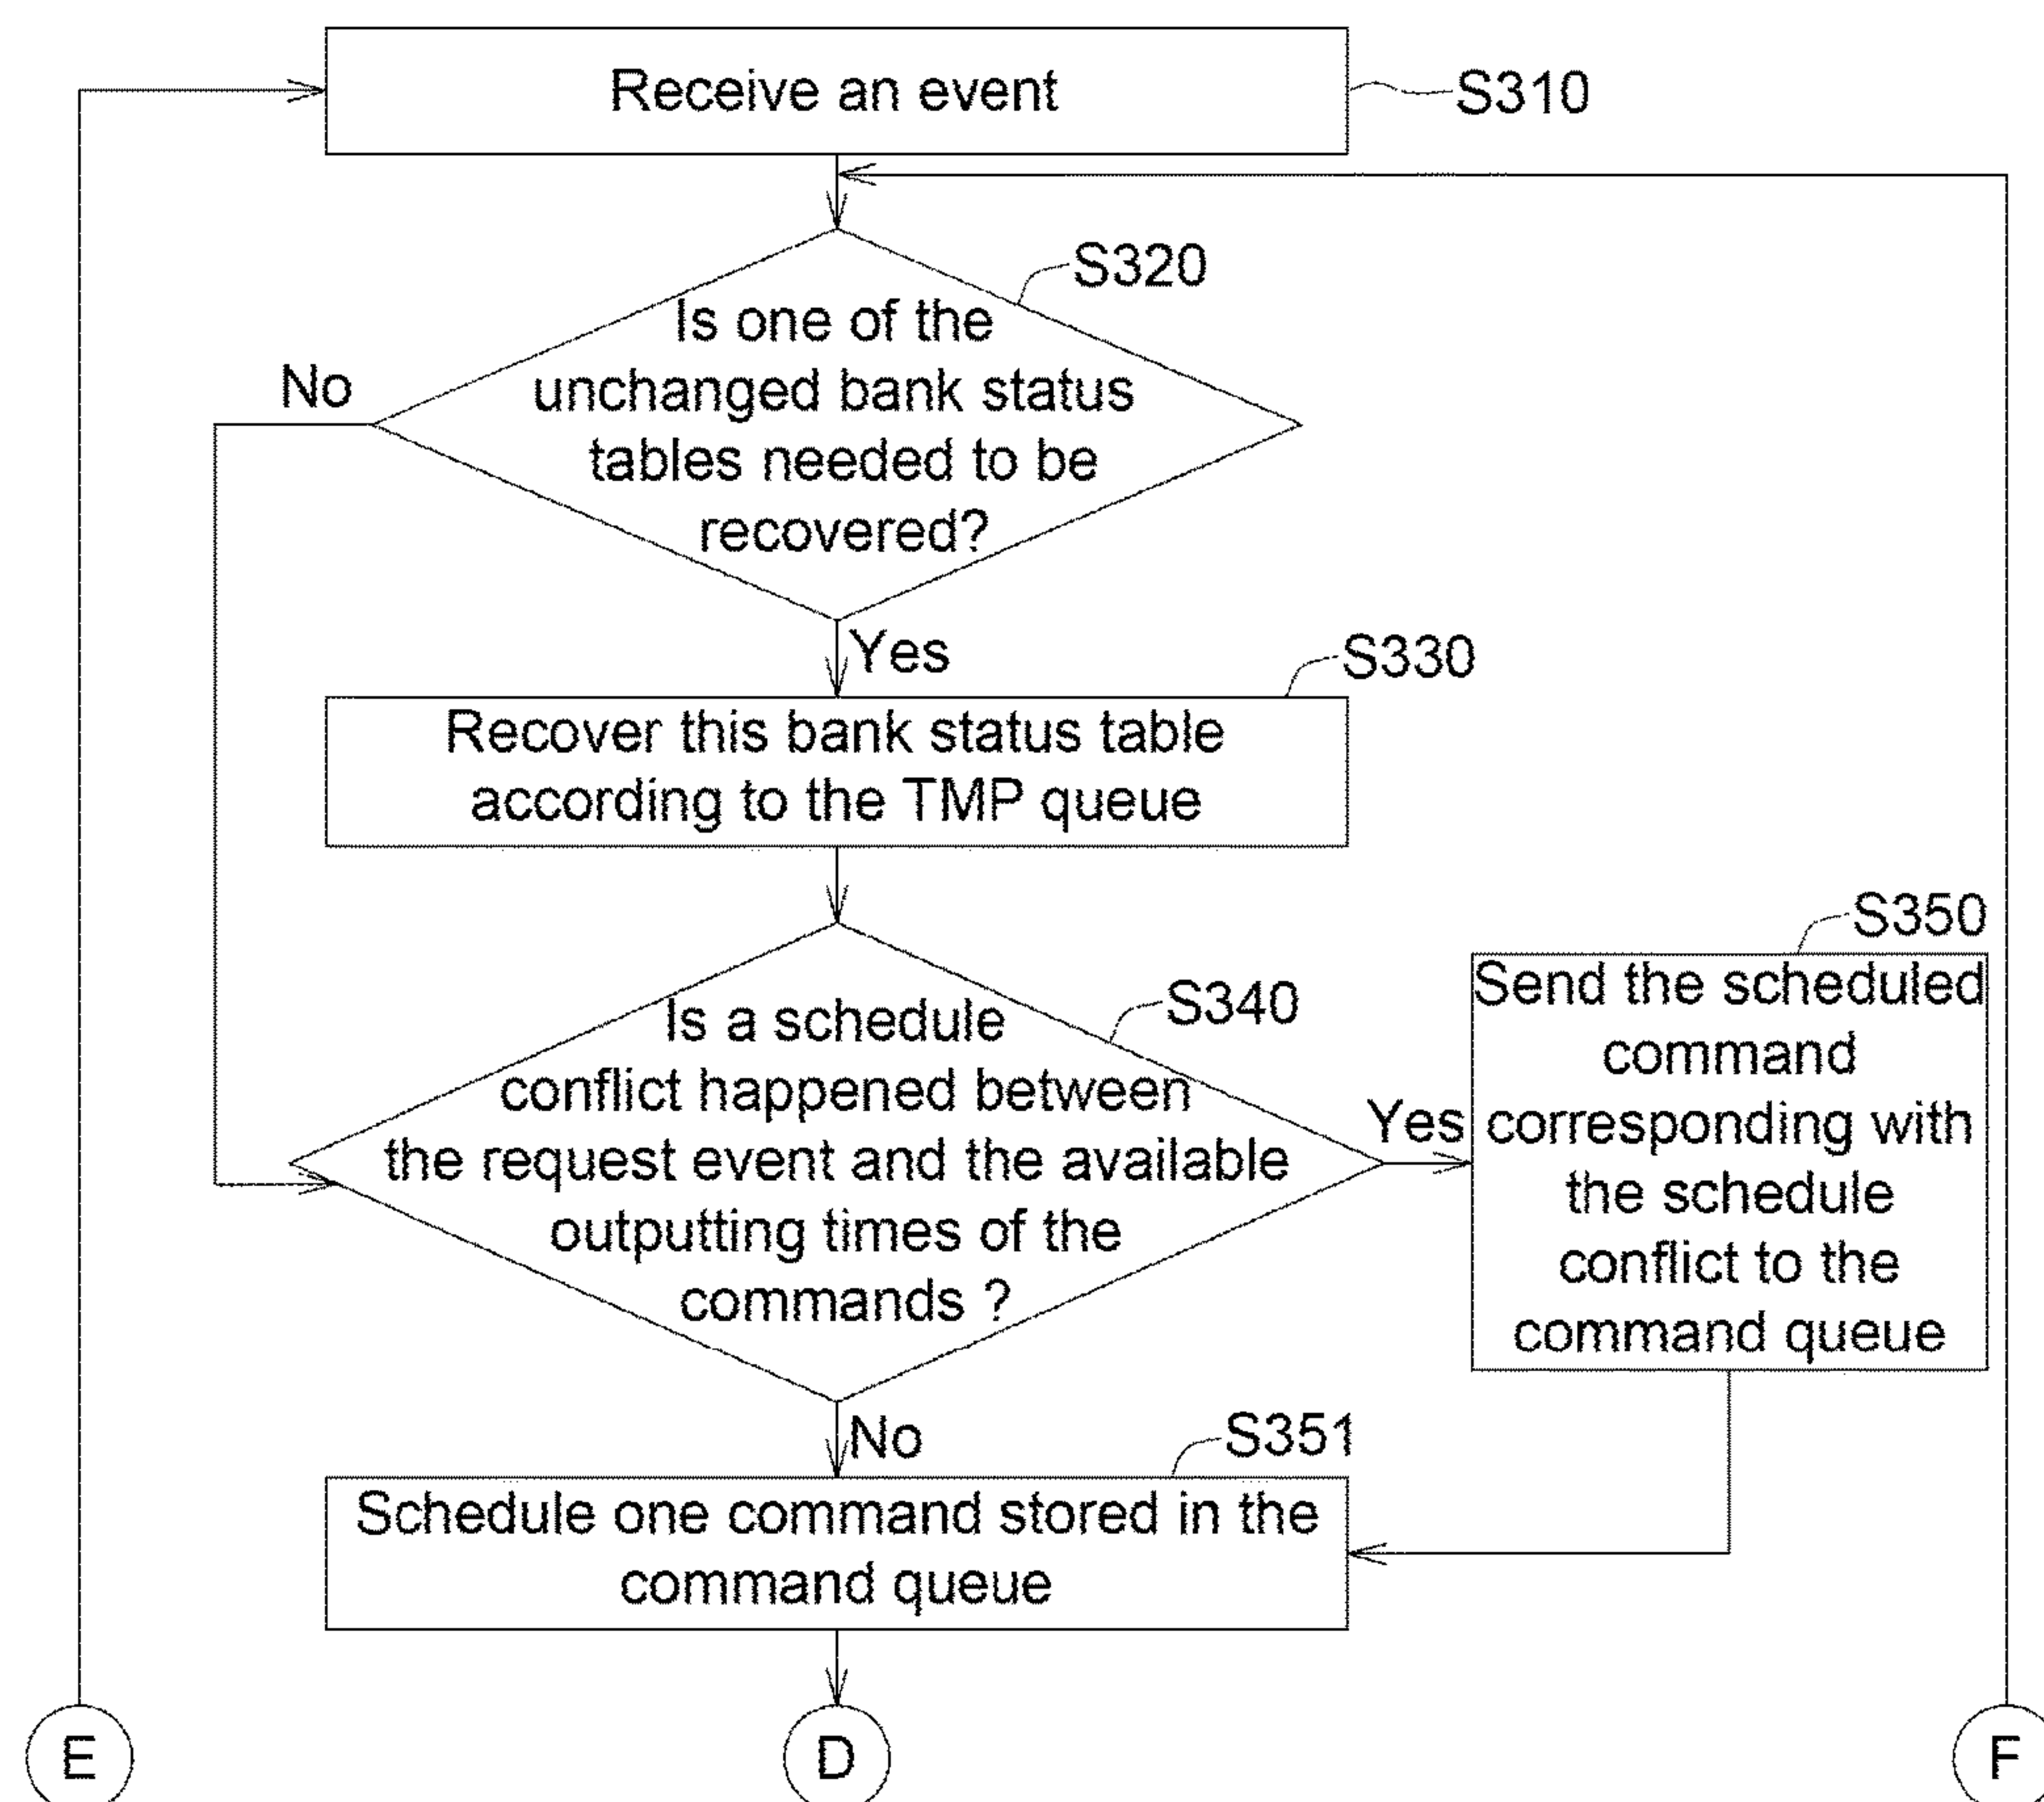 Receive an event
S310
S320
Is one of the
unchanged bank status
tables needed to be
recovered?
No
Yes
S330
Recover this bank status table
according to the TMP queue
S340
Is a schedule
conflict happened between
the request event and the available
outputting times of the
commands ?
Yes
S350
Send the scheduled
command
corresponding with
the schedule
conflict to the
command queue
No
S351
Schedule one command stored in the
command queue
E
D
F